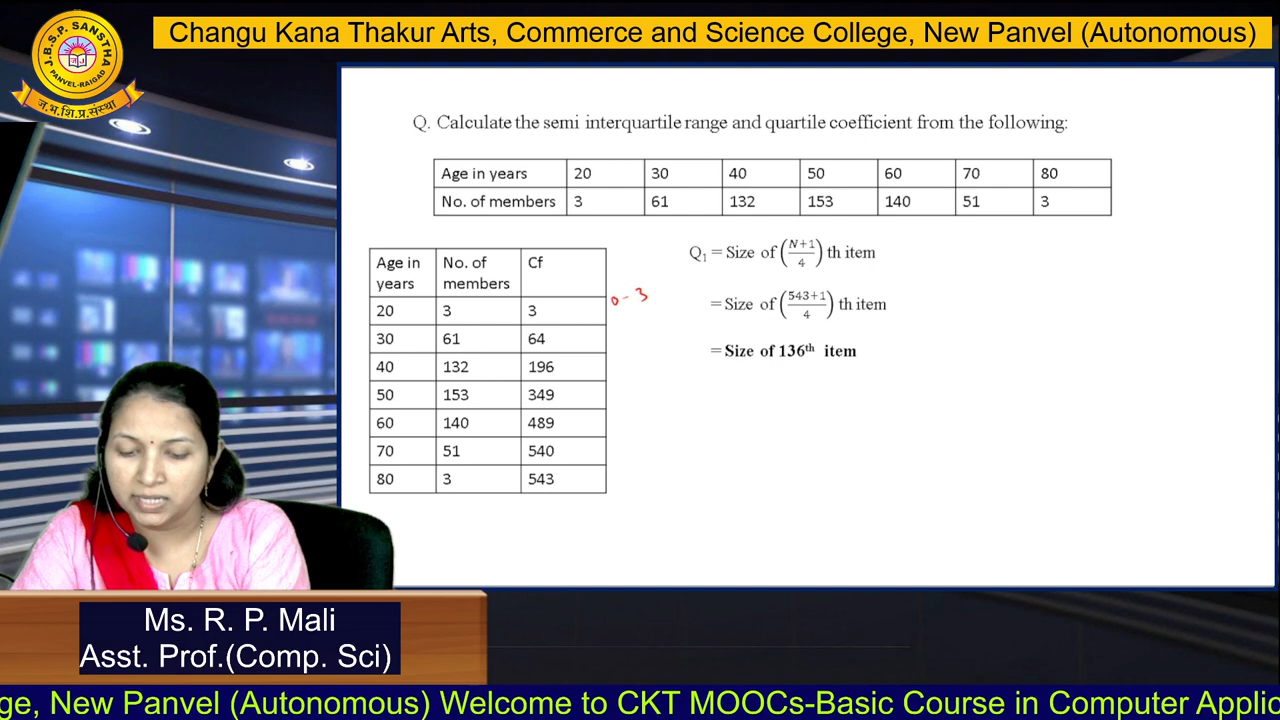 Changu Kana Thakur Arts, Commerce and Science College, New Panvel (Autonomous)
J.B.S.P. SANSTHA
PANVEL-RAIGAD
ज.भ.शि.प्र.संस्था
Q. Calculate the semi interquartile range and quartile coefficient from the following:
Age in years 20 30 40 50 60 70 80
No. of members 3 61 132 153 140 51 3
Age in years No. of members Cf
20 3 3
30 61 64
40 132 196
50 153 349
60 140 489
70 51 540
80 3 543
0 - 3
Q₁ = Size of (N+1/4) th item
= Size of (543+1/4) th item
= Size of 136th item
Ms. R. P. Mali
Asst. Prof.(Comp. Sci)
ge, New Panvel (Autonomous) Welcome to CKT MOOCs-Basic Course in Computer Applic